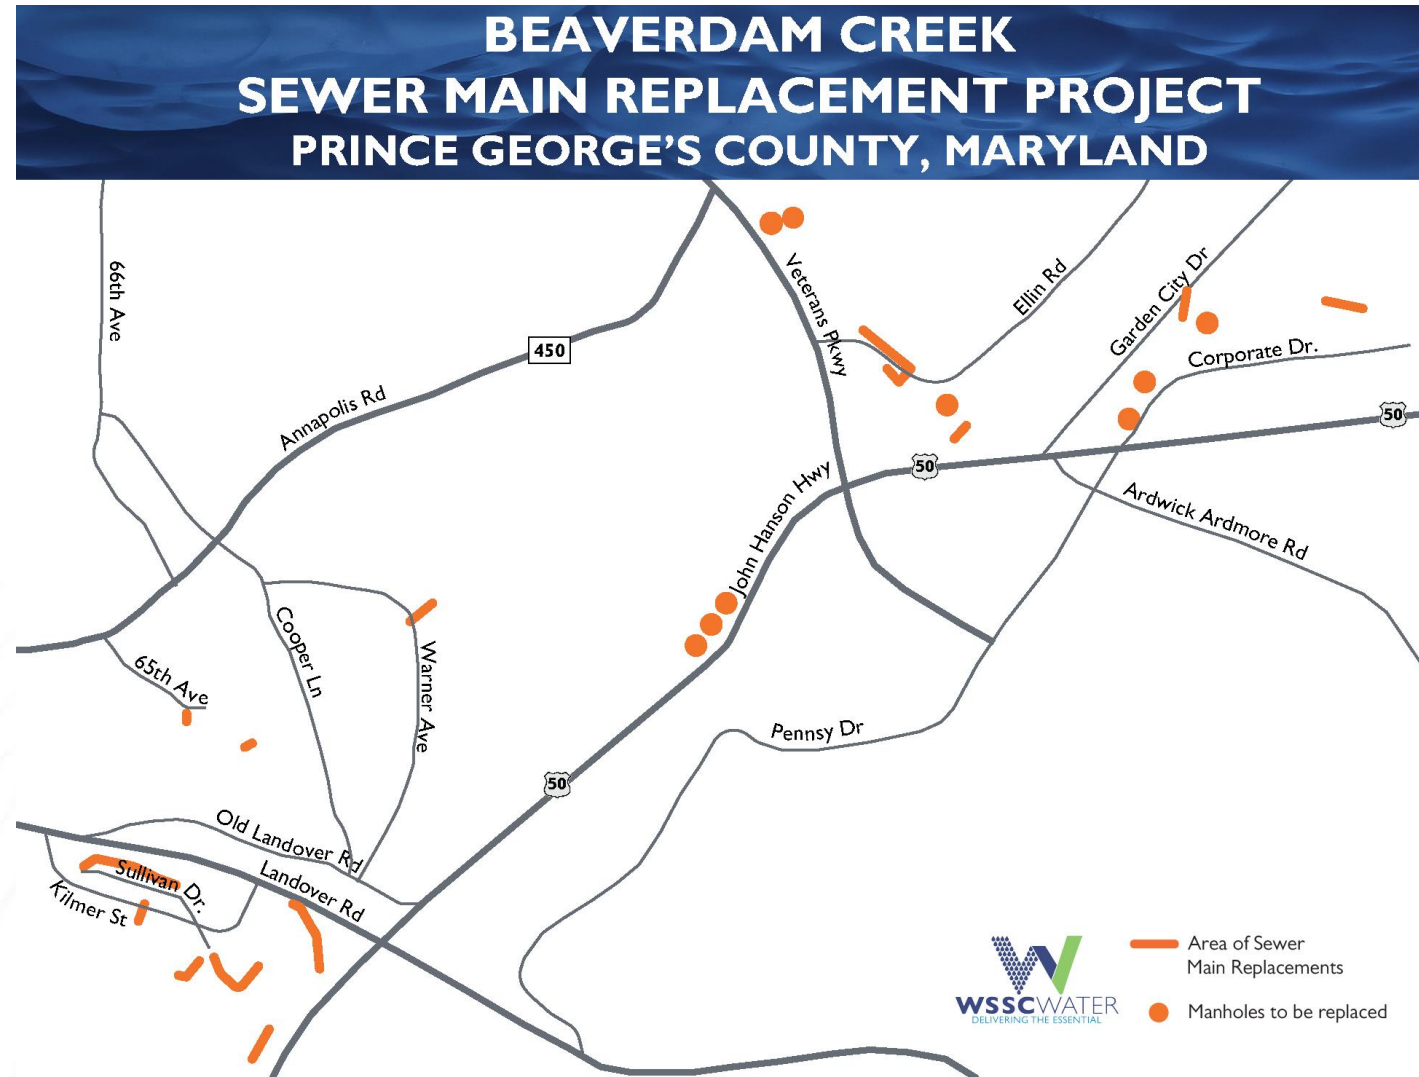 BEAVERDAM CREEK
SEWER MAIN REPLACEMENT PROJECT
PRINCE GEORGE'S COUNTY, MARYLAND
66th Ave
Veterans Pkwy
Ellin Rd
Garden City Dr
Corporate Dr.
450
Annapolis Rd
50
50
John Hanson Hwy
Ardwick Ardmore Rd
Cooper Ln
Warner Ave
65th Ave
Pennsy Dr
50
Old Landover Rd
Landover Rd
Sullivan Dr.
Kilmer St
WSSCWATER
DELIVERING THE ESSENTIAL
Area of Sewer
Main Replacements
Manholes to be replaced